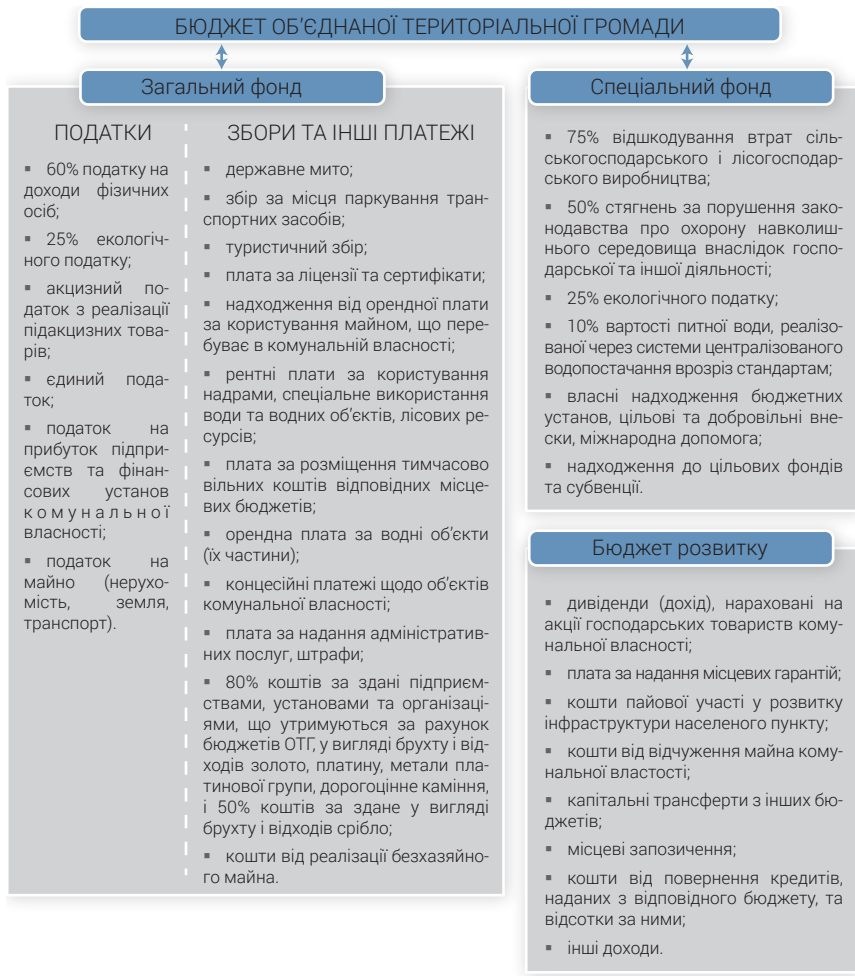 БЮДЖЕТ ОБ’ЄДНАНОЇ ТЕРИТОРІАЛЬНОЇ ГРОМАДИ
Загальний фонд
ПОДАТКИ
▪ 60% податку на
доходи фізичних
осіб;
▪ 25% екологіч-
ного податку;
▪ акцизний по-
даток з реалізації
підакцизних това-
рів;
▪ єдиний пода-
ток;
▪ податок на
прибуток підпри-
ємств та фінан-
сових установ
комунальної
власності;
▪ податок на
майно (нерухо-
мість, земля,
транспорт).
ЗБОРИ ТА ІНШІ ПЛАТЕЖІ
▪ державне мито;
▪ збір за місця паркування тран-
спортних засобів;
▪ туристичний збір;
▪ плата за ліцензії та сертифікати;
▪ надходження від орендної плати
за користування майном, що пере-
буває в комунальній власності;
▪ рентні плати за користування
надрами, спеціальне використання
води та водних об’єктів, лісових ре-
сурсів;
▪ плата за розміщення тимчасово
вільних коштів відповідних місце-
вих бюджетів;
▪ орендна плата за водні об’єкти
(їх частини);
▪ концесійні платежі щодо об’єктів
комунальної власності;
▪ плата за надання адміністратив-
них послуг, штрафи;
▪ 80% коштів за здані підприєм-
ствами, установами та організаці-
ями, що утримуються за рахунок
бюджетів ОТГ, у вигляді брухту і від-
ходів золото, платину, метали пла-
тинової групи, дорогоцінне каміння,
і 50% коштів за здане у вигляді
брухту і відходів срібло;
▪ кошти від реалізації безхазяйно-
го майна.
Спеціальний фонд
▪ 75% відшкодування втрат сіль-
ськогосподарського і лісогосподар-
ського виробництва;
▪ 50% стягнень за порушення зако-
нодавства про охорону навколиш-
нього середовища внаслідок госпо-
дарської та іншої діяльності;
▪ 25% екологічного податку;
▪ 10% вартості питної води, реалізо-
ваної через системи централізованого
водопостачання врозріз стандартам;
▪ власні надходження бюджетних
установ, цільові та добровільні вне-
ски, міжнародна допомога;
▪ надходження до цільових фондів
та субвенції.
Бюджет розвитку
▪ дивіденди (дохід), нараховані на
акції господарських товариств кому-
нальної власності;
▪ плата за надання місцевих гарантій;
▪ кошти пайової участі у розвитку
інфраструктури населеного пункту;
▪ кошти від відчуження майна кому-
нальної властості;
▪ капітальні трансферти з інших бю-
джетів;
▪ місцеві запозичення;
▪ кошти від повернення кредитів,
наданих з відповідного бюджету, та
відсотки за ними;
▪ інші доходи.